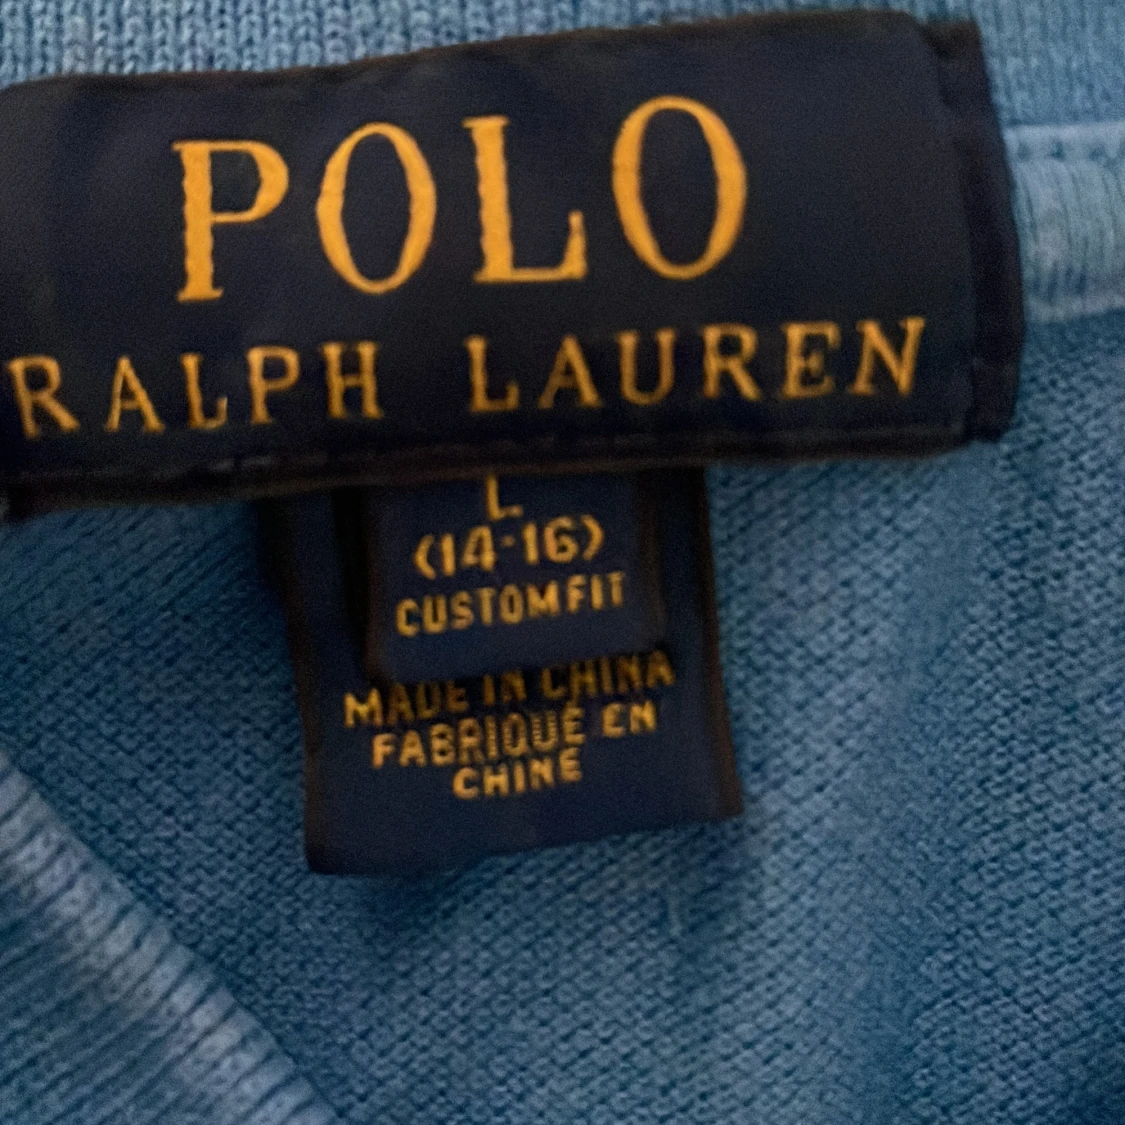 POLO
RALPH LAUREN
L
(14-16)
CUSTOM FIT
MADE IN CHINA
FABRIQUÉ EN
CHINE